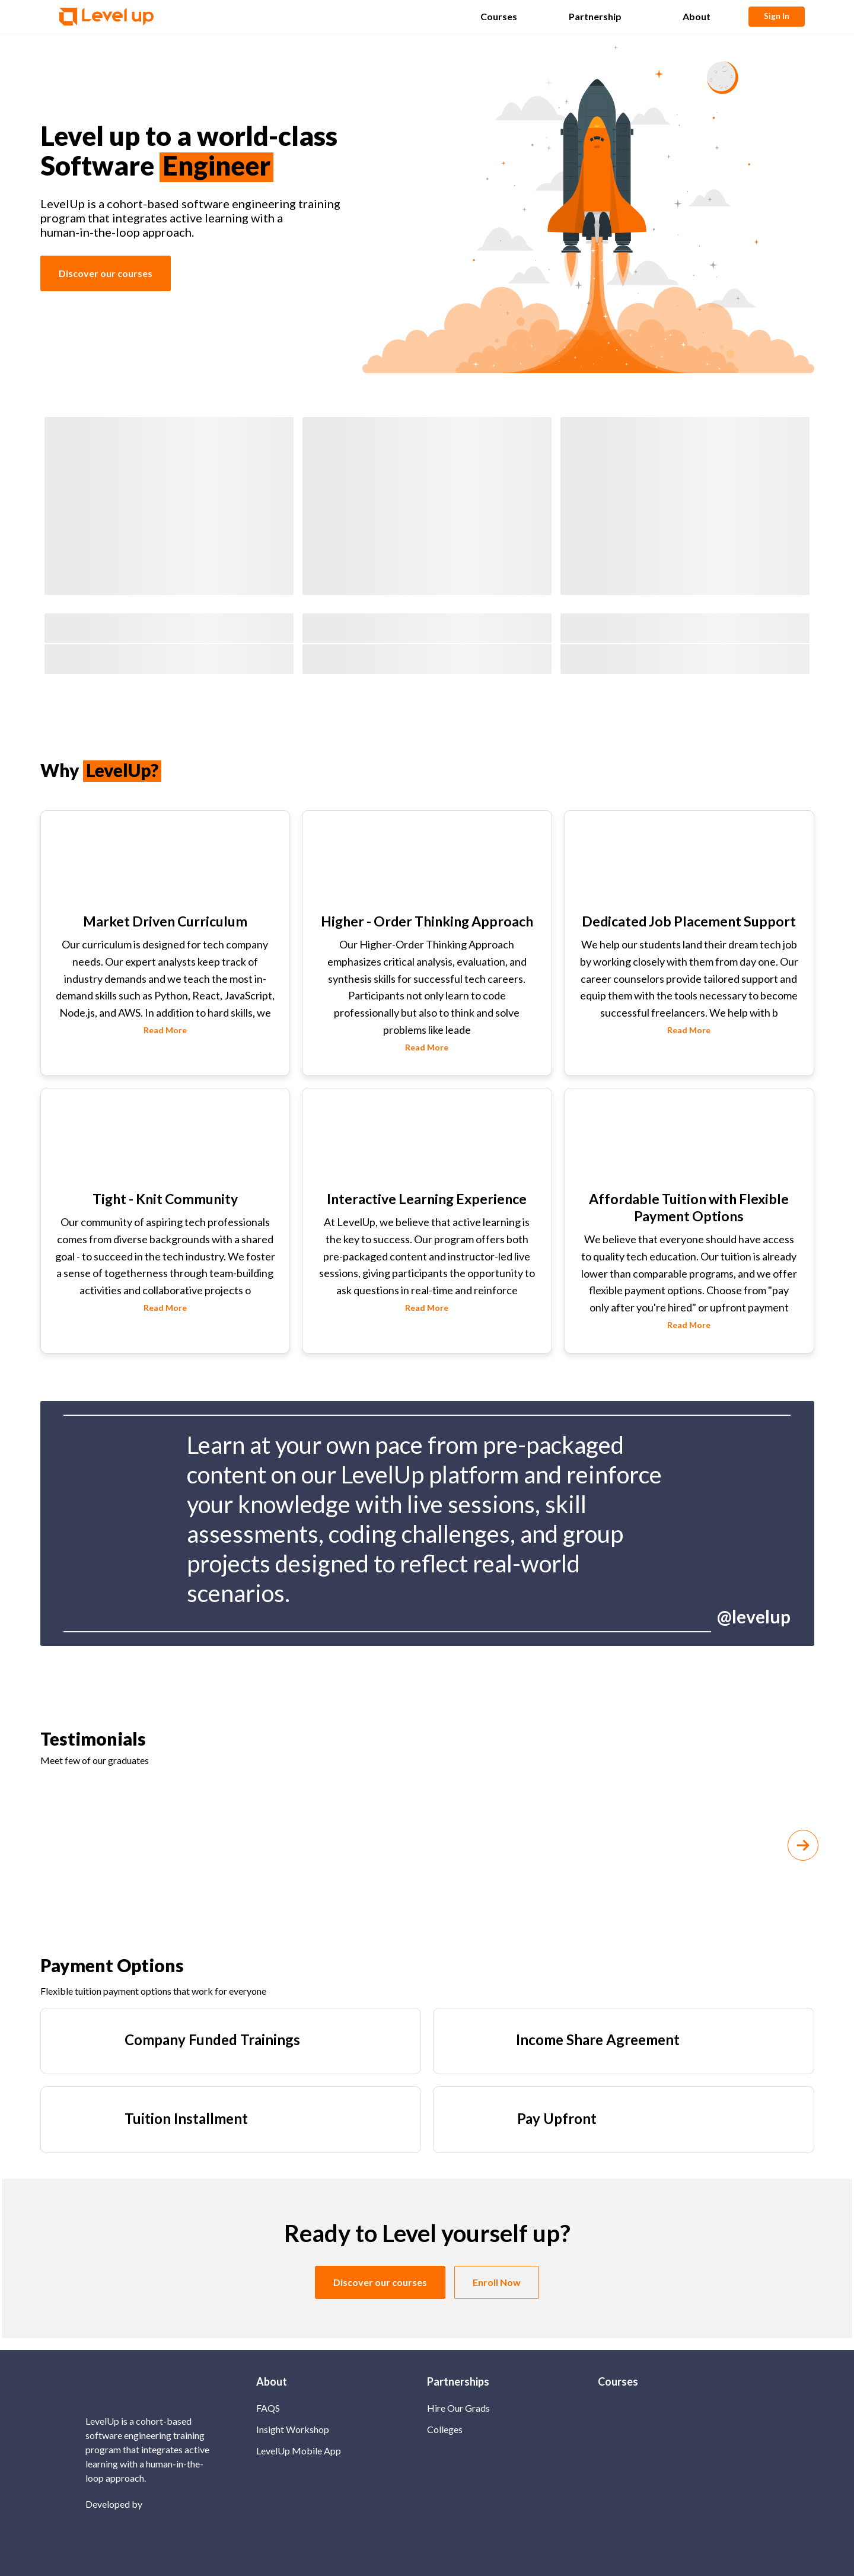 Level up
Courses
Partnership
About
Sign In
Level up to a world-class
Software Engineer
LevelUp is a cohort-based software engineering training
program that integrates active learning with a
human-in-the-loop approach.
Discover our courses
Why LevelUp?
Market Driven Curriculum
Our curriculum is designed for tech company
needs. Our expert analysts keep track of
industry demands and we teach the most in-
demand skills such as Python, React, JavaScript,
Node.js, and AWS. In addition to hard skills, we
Read More
Higher - Order Thinking Approach
Our Higher-Order Thinking Approach
emphasizes critical analysis, evaluation, and
synthesis skills for successful tech careers.
Participants not only learn to code
professionally but also to think and solve
problems like leade
Read More
Dedicated Job Placement Support
We help our students land their dream tech job
by working closely with them from day one. Our
career counselors provide tailored support and
equip them with the tools necessary to become
successful freelancers. We help with b
Read More
Tight - Knit Community
Our community of aspiring tech professionals
comes from diverse backgrounds with a shared
goal - to succeed in the tech industry. We foster
a sense of togetherness through team-building
activities and collaborative projects o
Read More
Interactive Learning Experience
At LevelUp, we believe that active learning is
the key to success. Our program offers both
pre-packaged content and instructor-led live
sessions, giving participants the opportunity to
ask questions in real-time and reinforce
Read More
Affordable Tuition with Flexible
Payment Options
We believe that everyone should have access
to quality tech education. Our tuition is already
lower than comparable programs, and we offer
flexible payment options. Choose from "pay
only after you're hired" or upfront payment
Read More
Learn at your own pace from pre-packaged
content on our LevelUp platform and reinforce
your knowledge with live sessions, skill
assessments, coding challenges, and group
projects designed to reflect real-world
scenarios.
@levelup
Testimonials
Meet few of our graduates
Payment Options
Flexible tuition payment options that work for everyone
Company Funded Trainings
Income Share Agreement
Tuition Installment
Pay Upfront
Ready to Level yourself up?
Discover our courses
Enroll Now
LevelUp is a cohort-based
software engineering training
program that integrates active
learning with a human-in-the-
loop approach.
Developed by
About
FAQS
Insight Workshop
LevelUp Mobile App
Partnerships
Hire Our Grads
Colleges
Courses